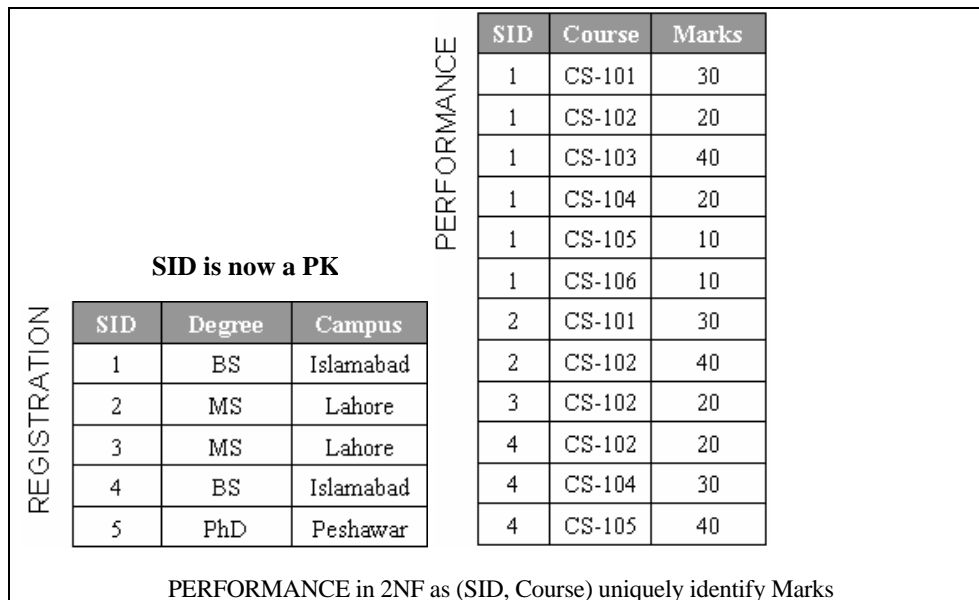 SID is now a PK
REGISTRATION
SID Degree Campus
1 BS Islamabad
2 MS Lahore
3 MS Lahore
4 BS Islamabad
5 PhD Peshawar
PERFORMANCE
SID Course Marks
1 CS-101 30
1 CS-102 20
1 CS-103 40
1 CS-104 20
1 CS-105 10
1 CS-106 10
2 CS-101 30
2 CS-102 40
3 CS-102 20
4 CS-102 20
4 CS-104 30
4 CS-105 40
PERFORMANCE in 2NF as (SID, Course) uniquely identify Marks